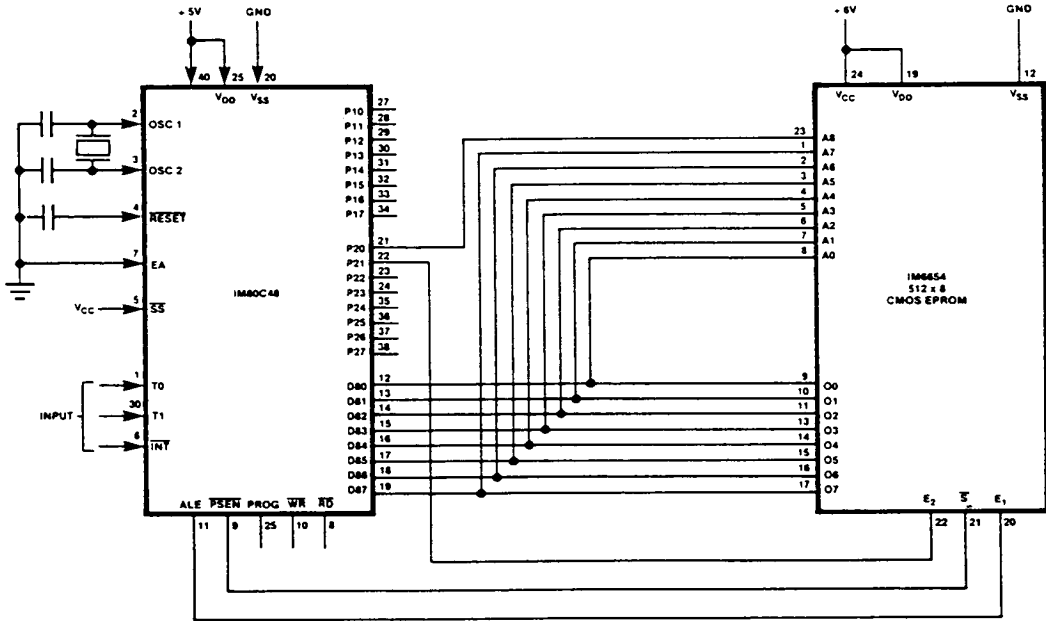 + 5V GND
40 25 20
VDD VSS
2 OSC 1
3 OSC 2
4 RESET
7 EA
VCC 5 SS
INPUT
1 T0
30 T1
6 INT
IM80C48
P10 27
P11 28
P12 29
P13 30
P14 31
P15 32
P16 33
P17 34
P20 21
P21 22
P22 23
P23 24
P24 35
P25 36
P26 37
P27 38
DB0 12
DB1 13
DB2 14
DB3 15
DB4 16
DB5 17
DB6 18
DB7 19
ALE PSEN PROG WR RD
11 9 25 10 8
+ 5V GND
24 19 12
VCC VDD VSS
23 A8
1 A7
2 A6
3 A5
4 A4
5 A3
6 A2
7 A1
8 A0
IM6654
512 x 8
CMOS EPROM
9 O0
10 O1
11 O2
13 O3
14 O4
15 O5
16 O6
17 O7
E2 S E1
22 21 20